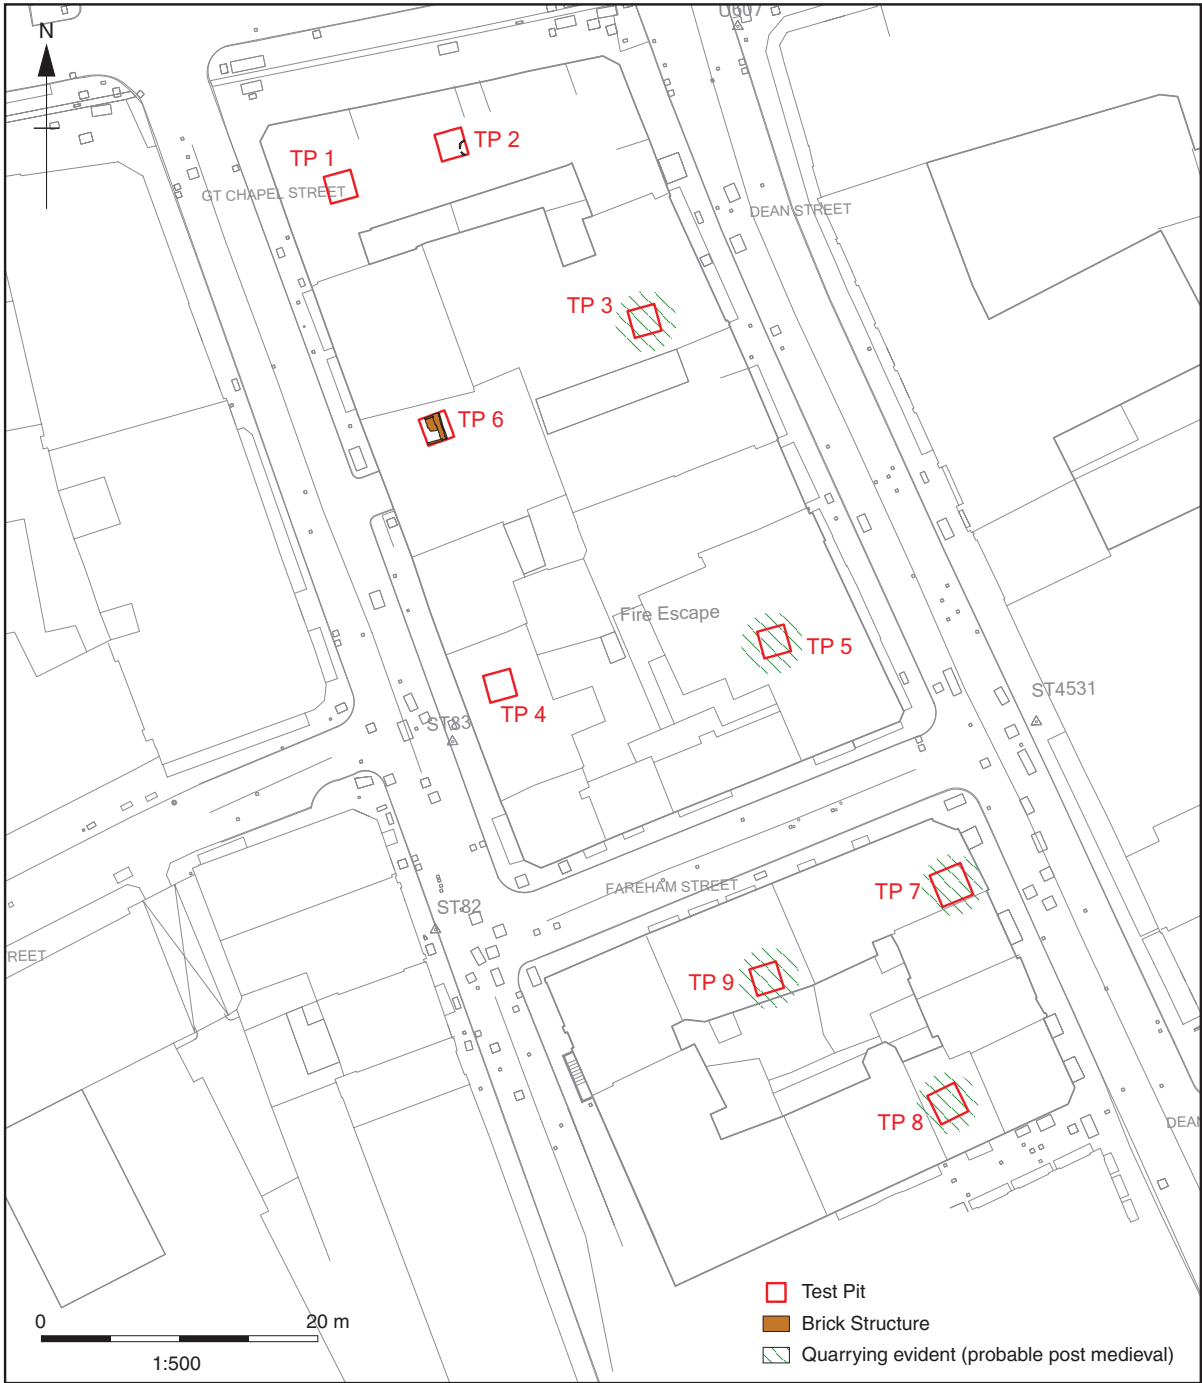 N
U607
TP 2
TP 1
GT CHAPEL STREET
DEAN STREET
TP 3
TP 6
Fire Escape
TP 5
ST4531
TP 4
ST83
FAREHAM STREET
TP 7
ST82
REET
TP 9
TP 8
DEAN
Test Pit
Brick Structure
Quarrying evident (probable post medieval)
0 20 m
1:500